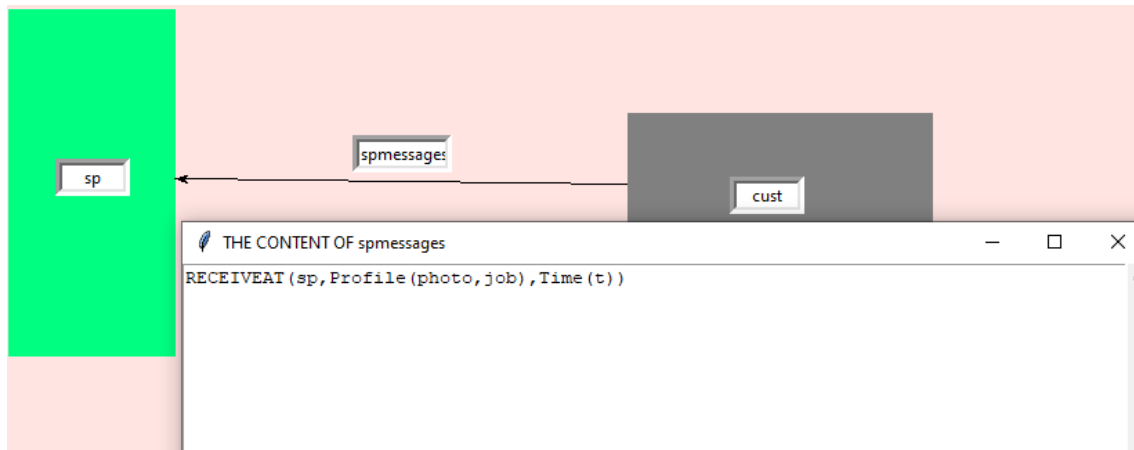 spmessages
sp
cust
THE CONTENT OF spmessages
RECEIVEAT(sp,Profile(photo,job),Time(t))